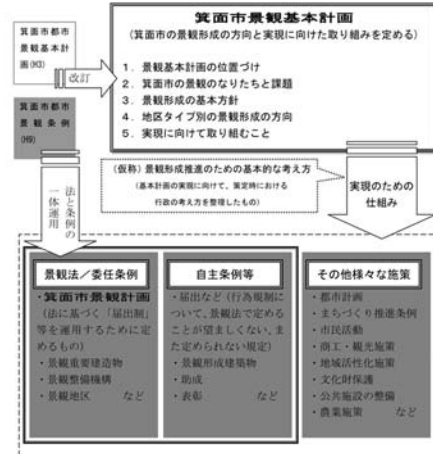 箕面市都市
景観基本計
画(H3)
改訂
箕面市都市
景観条例
(H9)
箕面市景観基本計画
(箕面市の景観形成の方向と実現に向けた取り組みを定める)
1. 景観基本計画の位置づけ
2. 箕面市の景観のなりたちと課題
3. 景観形成の基本方針
4. 地区タイプ別の景観形成の方向
5. 実現に向けて取り組むこと
(仮称)景観形成推進のための基本的な考え方
(基本計画の実現に向けて、策定時における
行政の考え方を整理したもの)
実現のための
仕組み
法と条例の
一体運用
景観法/委任条例
・箕面市景観計画
(法に基づく「届出制」
等を運用するために定
めるもの)
・景観重要建造物
・景観整備機構
・景観地区 など
自主条例等
・届出など(行為規制に
ついて、景観法で定める
ことが望ましくない、また
定められない規定)
・景観形成建築物
・助成
・表彰 など
その他様々な施策
・都市計画
・まちづくり推進条例
・市民活動
・商工・観光施策
・地域活性化施策
・文化財保護
・公共施設の整備
・農業施策 など